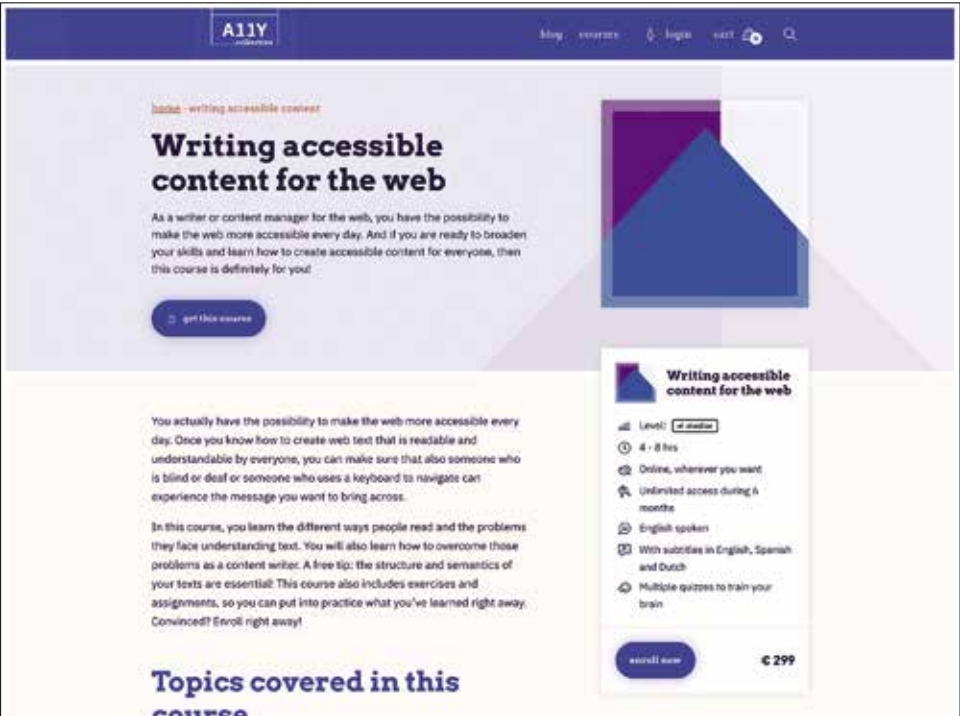 A11Y
collective
blog courses login cart 0
home - writing accessible content
Writing accessible
content for the web
As a writer or content manager for the web, you have the possibility to
make the web more accessible every day. And if you are ready to broaden
your skills and learn how to create accessible content for everyone, then
this course is definitely for you!
get this course
Writing accessible
content for the web
Level: medior
4 - 8 hrs
Online, wherever you want
Unlimited access during 6
months
English spoken
With subtitles in English, Spanish
and Dutch
Multiple quizzes to train your
brain
enroll now € 299
You actually have the possibility to make the web more accessible every
day. Once you know how to create web text that is readable and
understandable by everyone, you can make sure that also someone who
is blind or deaf or someone who uses a keyboard to navigate can
experience the message you want to bring across.
In this course, you learn the different ways people read and the problems
they face understanding text. You will also learn how to overcome those
problems as a content writer. A free tip: the structure and semantics of
your texts are essential! This course also includes exercises and
assignments, so you can put into practice what you've learned right away.
Convinced? Enroll right away!
Topics covered in this
course